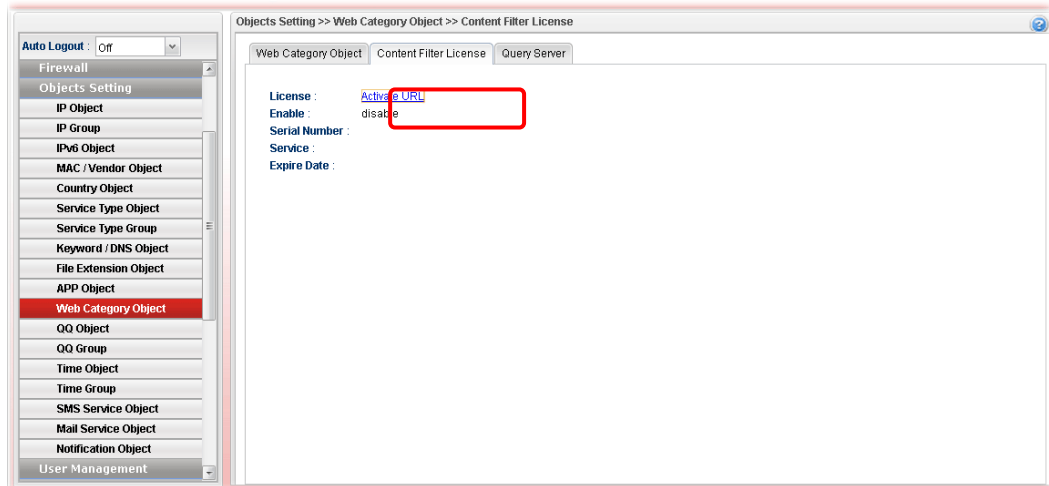 Objects Setting >> Web Category Object >> Content Filter License
Auto Logout : Off
Firewall
Objects Setting
IP Object
IP Group
IPv6 Object
MAC / Vendor Object
Country Object
Service Type Object
Service Type Group
Keyword / DNS Object
File Extension Object
APP Object
Web Category Object
QQ Object
QQ Group
Time Object
Time Group
SMS Service Object
Mail Service Object
Notification Object
User Management
Web Category Object Content Filter License Query Server
License : Activate URL
Enable : disable
Serial Number :
Service :
Expire Date :